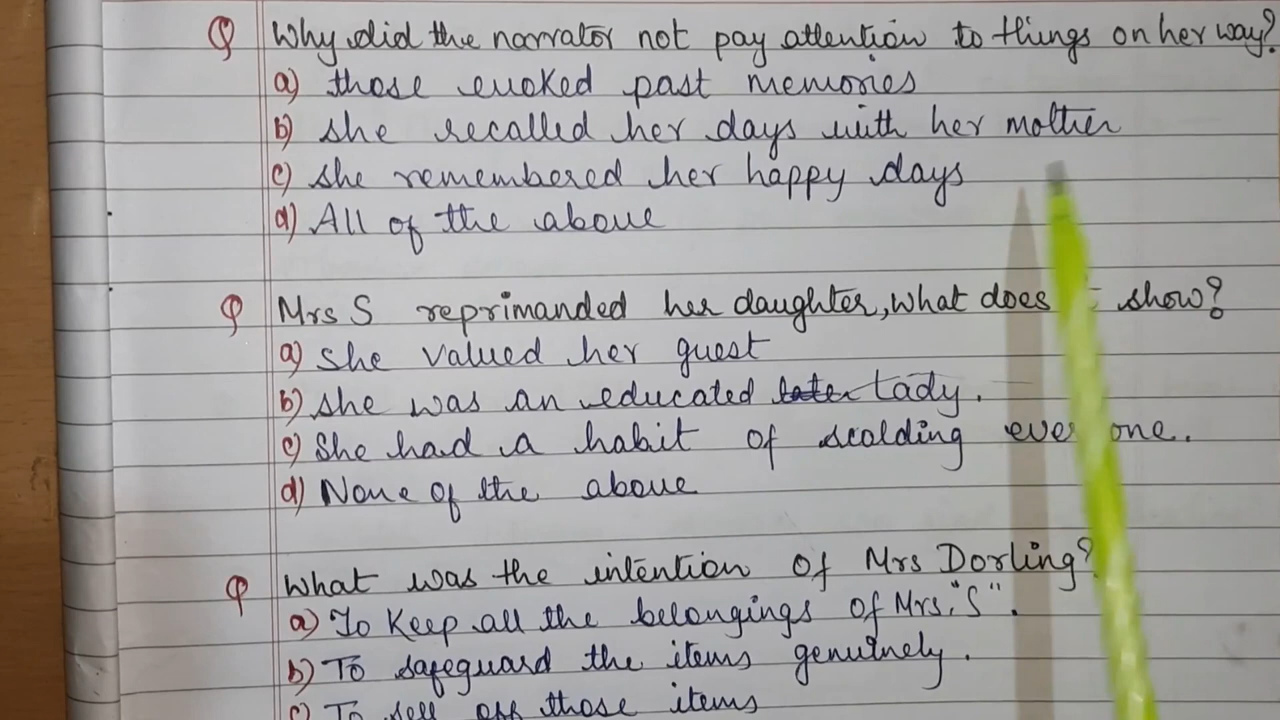 Q Why did the narrator not pay attention to things on her way?
a) those evoked past memories
b) she recalled her days with her mother
c) she remembered her happy days
d) All of the above
Q Mrs S reprimanded her daughter, what does show?
a) she valued her guest
b) she was an educated lady.
c) She had a habit of scolding everyone.
d) None of the above
Q What was the intention of Mrs Dorling?
a) To Keep all the belongings of Mrs. "S".
b) To safeguard the items genuinely.
c) To sell off those items